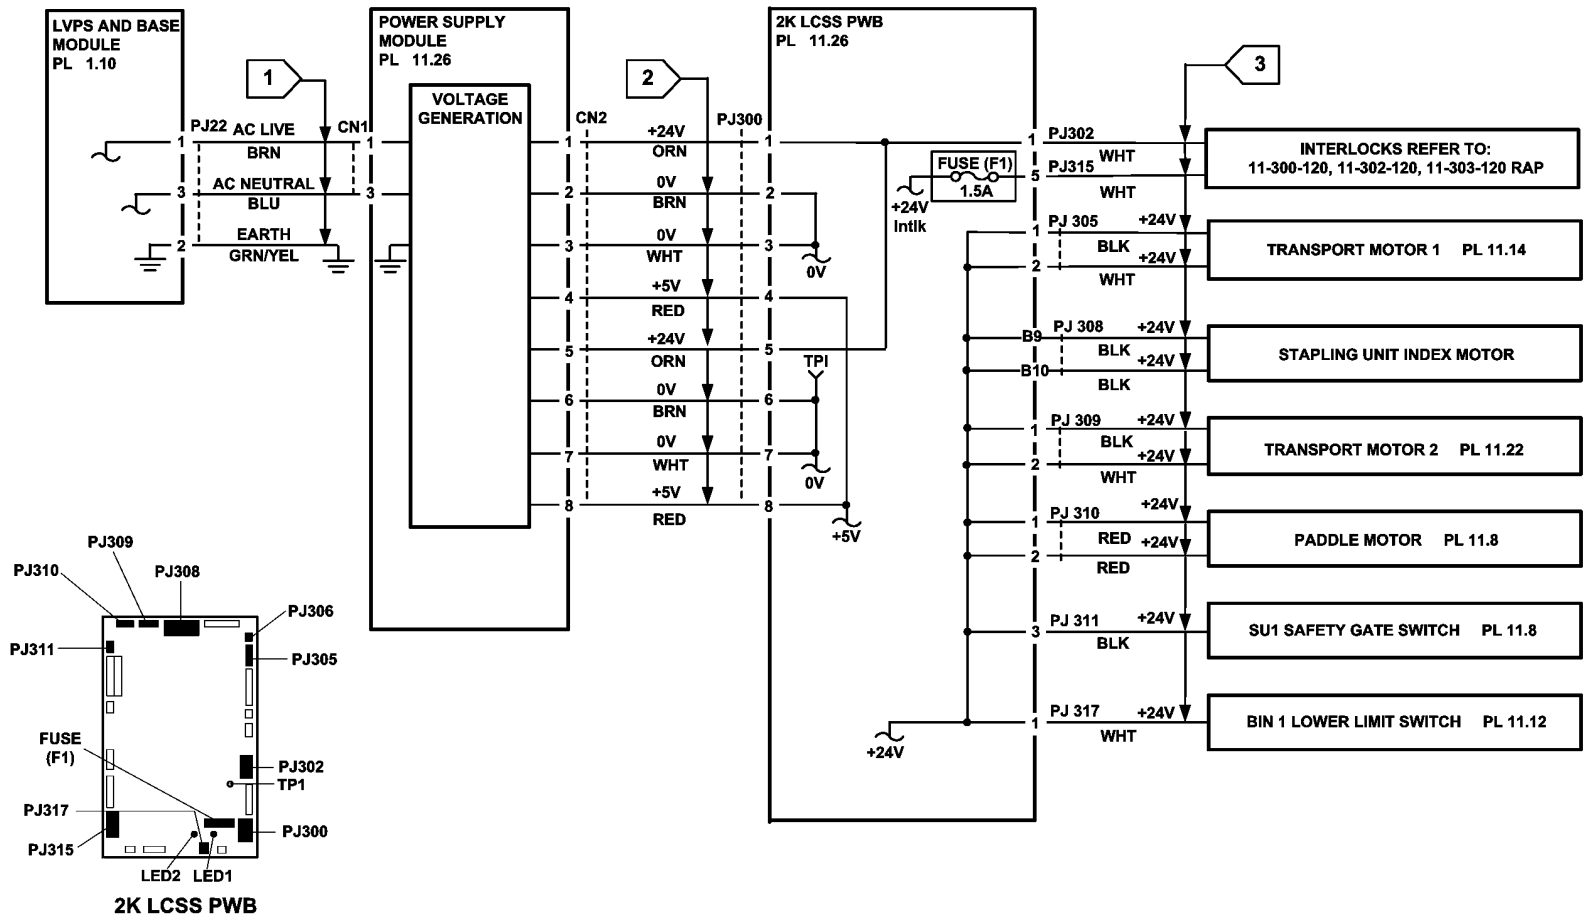 LVPS AND BASE
MODULE
PL 1.10
1
POWER SUPPLY
MODULE
PL 11.26
VOLTAGE
GENERATION
2
2K LCSS PWB
PL 11.26
3
PJ22
AC LIVE
BRN
CN1
1
1
AC NEUTRAL
BLU
3
3
EARTH
GRN/YEL
2
CN2
PJ300
1
+24V
ORN
1
2
0V
BRN
2
3
0V
WHT
3
0V
4
+5V
RED
4
5
+24V
ORN
5
TPI
6
0V
BRN
6
7
0V
WHT
7
0V
8
+5V
RED
8
+5V
1
PJ302
WHT
FUSE (F1)
1.5A
+24V
Intlk
5
PJ315
WHT
INTERLOCKS REFER TO:
11-300-120, 11-302-120, 11-303-120 RAP
1
PJ 305
+24V
BLK
2
+24V
WHT
TRANSPORT MOTOR 1 PL 11.14
B9
PJ 308
+24V
BLK
B10
+24V
BLK
STAPLING UNIT INDEX MOTOR
1
PJ 309
+24V
BLK
2
+24V
WHT
TRANSPORT MOTOR 2 PL 11.22
1
PJ 310
+24V
RED
2
+24V
RED
PADDLE MOTOR PL 11.8
3
PJ 311
+24V
BLK
SU1 SAFETY GATE SWITCH PL 11.8
+24V
1
PJ 317
+24V
WHT
BIN 1 LOWER LIMIT SWITCH PL 11.12
PJ309
PJ310
PJ308
PJ306
PJ311
PJ305
FUSE
(F1)
PJ302
TP1
PJ317
PJ300
PJ315
LED2
LED1
2K LCSS PWB